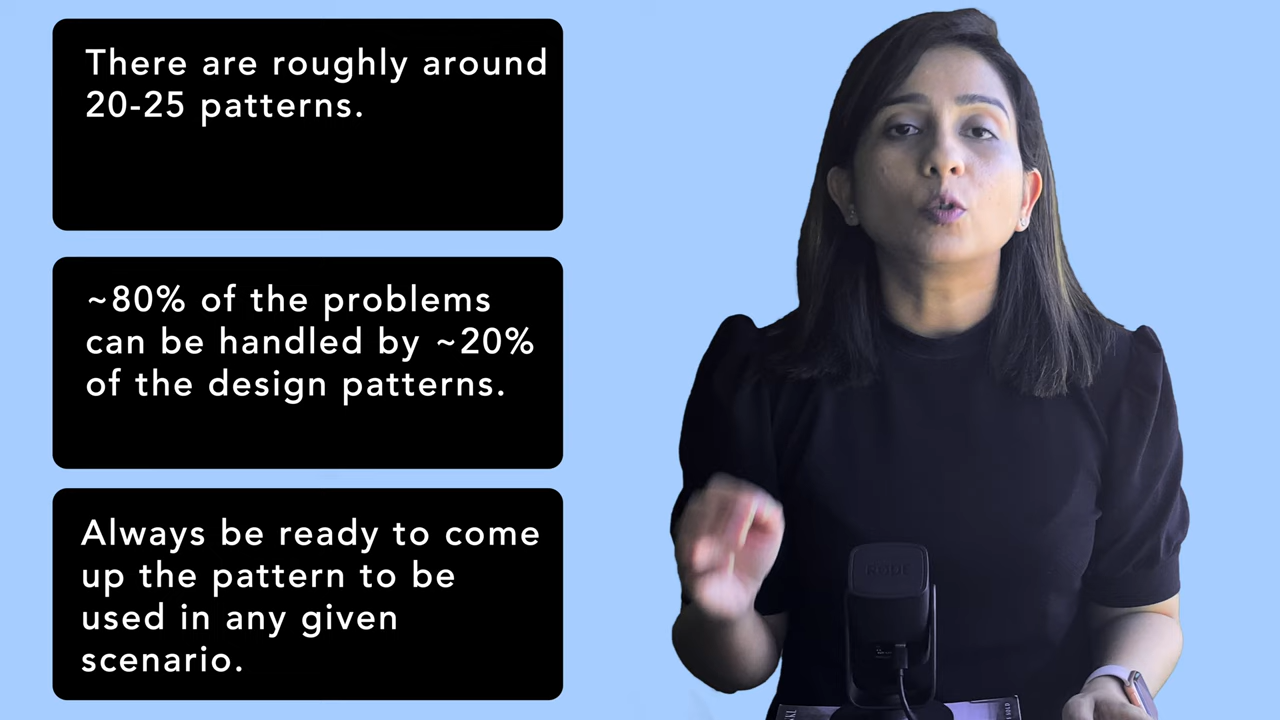 There are roughly around
20-25 patterns.
~80% of the problems
can be handled by ~20%
of the design patterns.
Always be ready to come
up the pattern to be
used in any given
scenario.
RODE